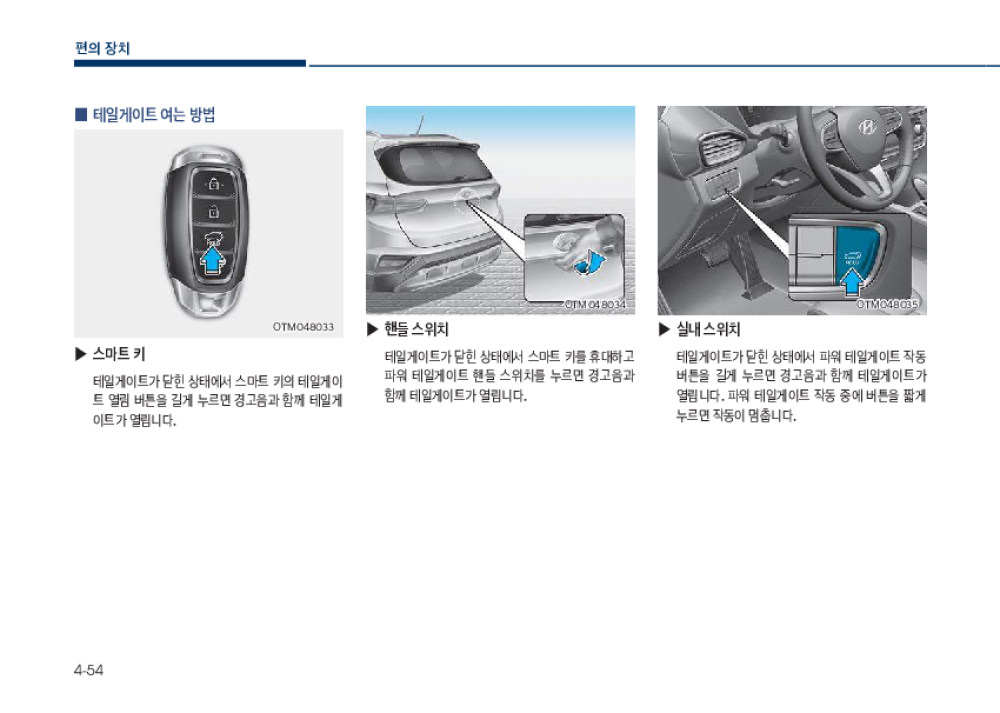 편의 장치
■ 테일게이트 여는 방법
OTM048033
▶ 스마트 키
테일게이트가 닫힌 상태에서 스마트 키의 테일게이
트 열림 버튼을 길게 누르면 경고음과 함께 테일게
이트가 열립니다.
OTM048034
▶ 핸들 스위치
테일게이트가 닫힌 상태에서 스마트 키를 휴대하고
파워 테일게이트 핸들 스위치를 누르면 경고음과
함께 테일게이트가 열립니다.
OTM048035
▶ 실내 스위치
테일게이트가 닫힌 상태에서 파워 테일게이트 작동
버튼을 길게 누르면 경고음과 함께 테일게이트가
열립니다. 파워 테일게이트 작동 중에 버튼을 짧게
누르면 작동이 멈춥니다.
4-54